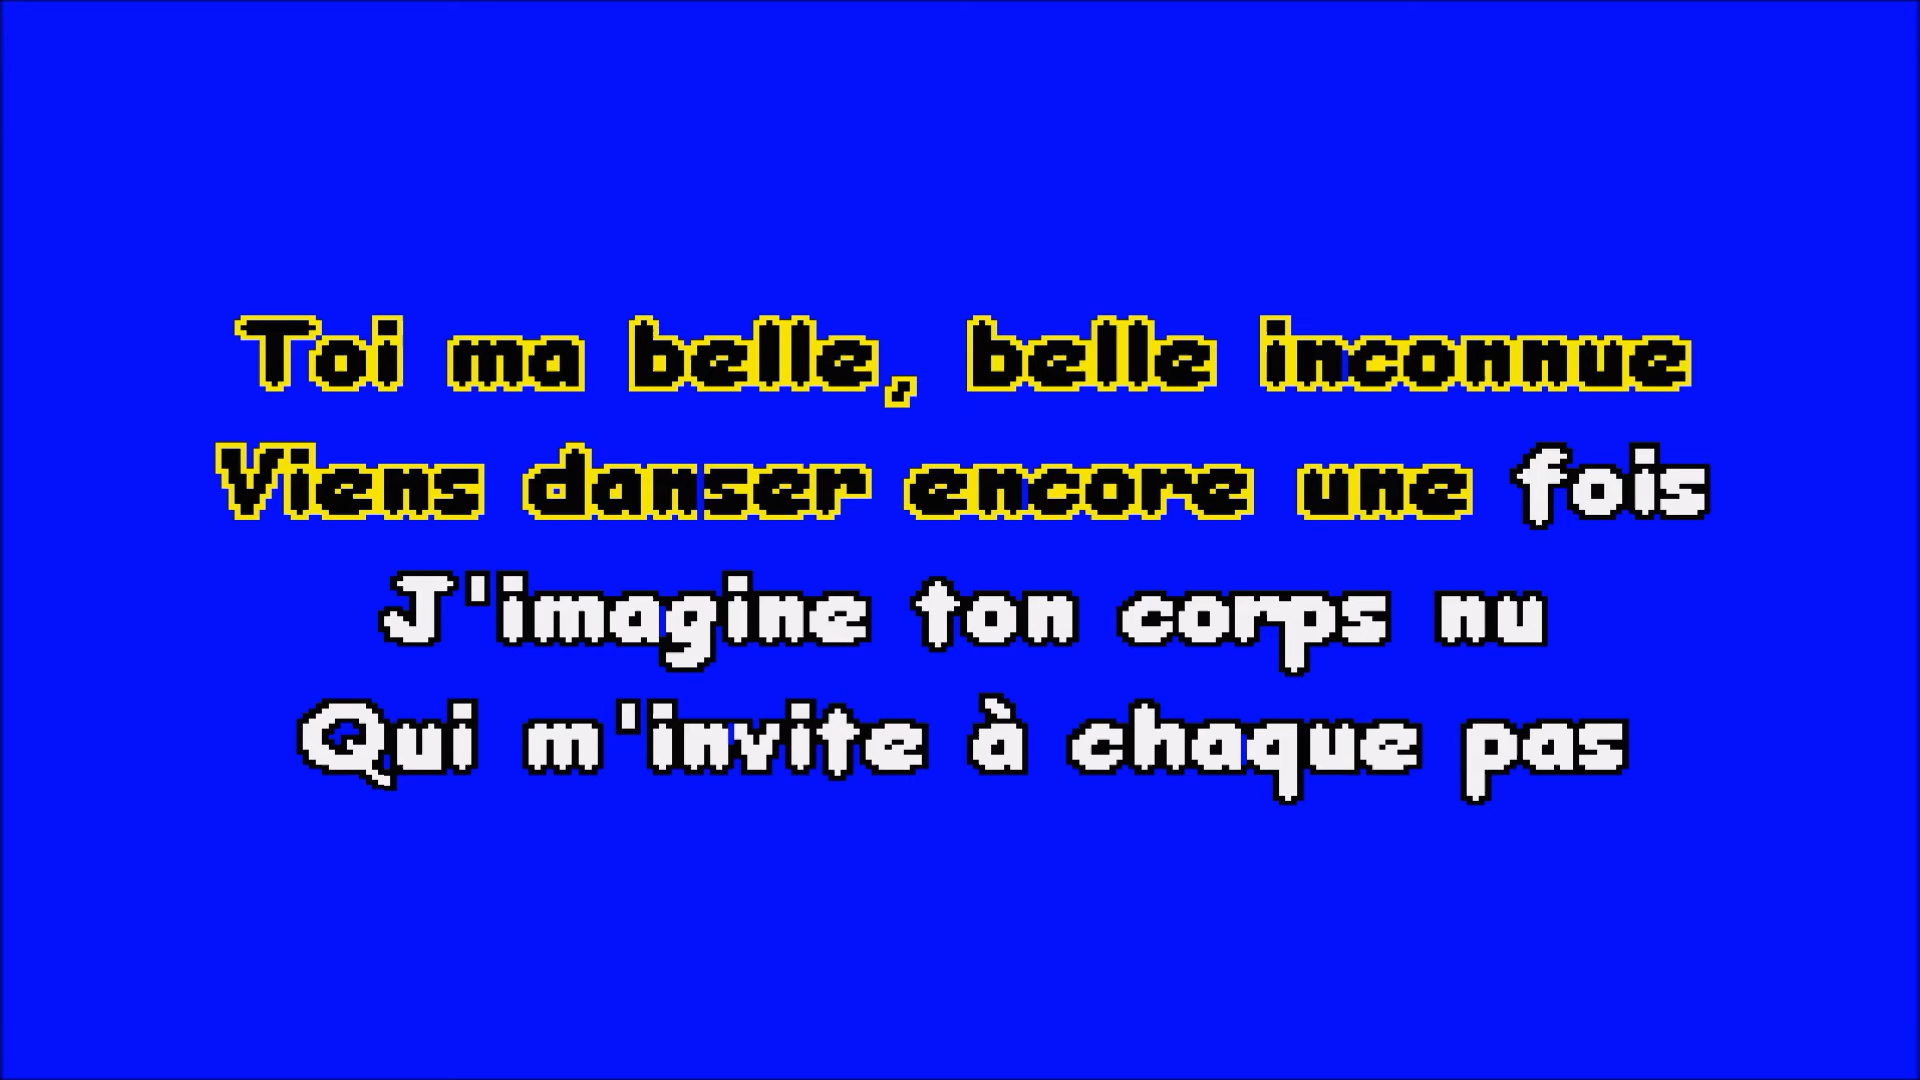 Toi ma belle, belle inconnue
Viens danser encore une fois
J'imagine ton corps nu
Qui m'invite à chaque pas